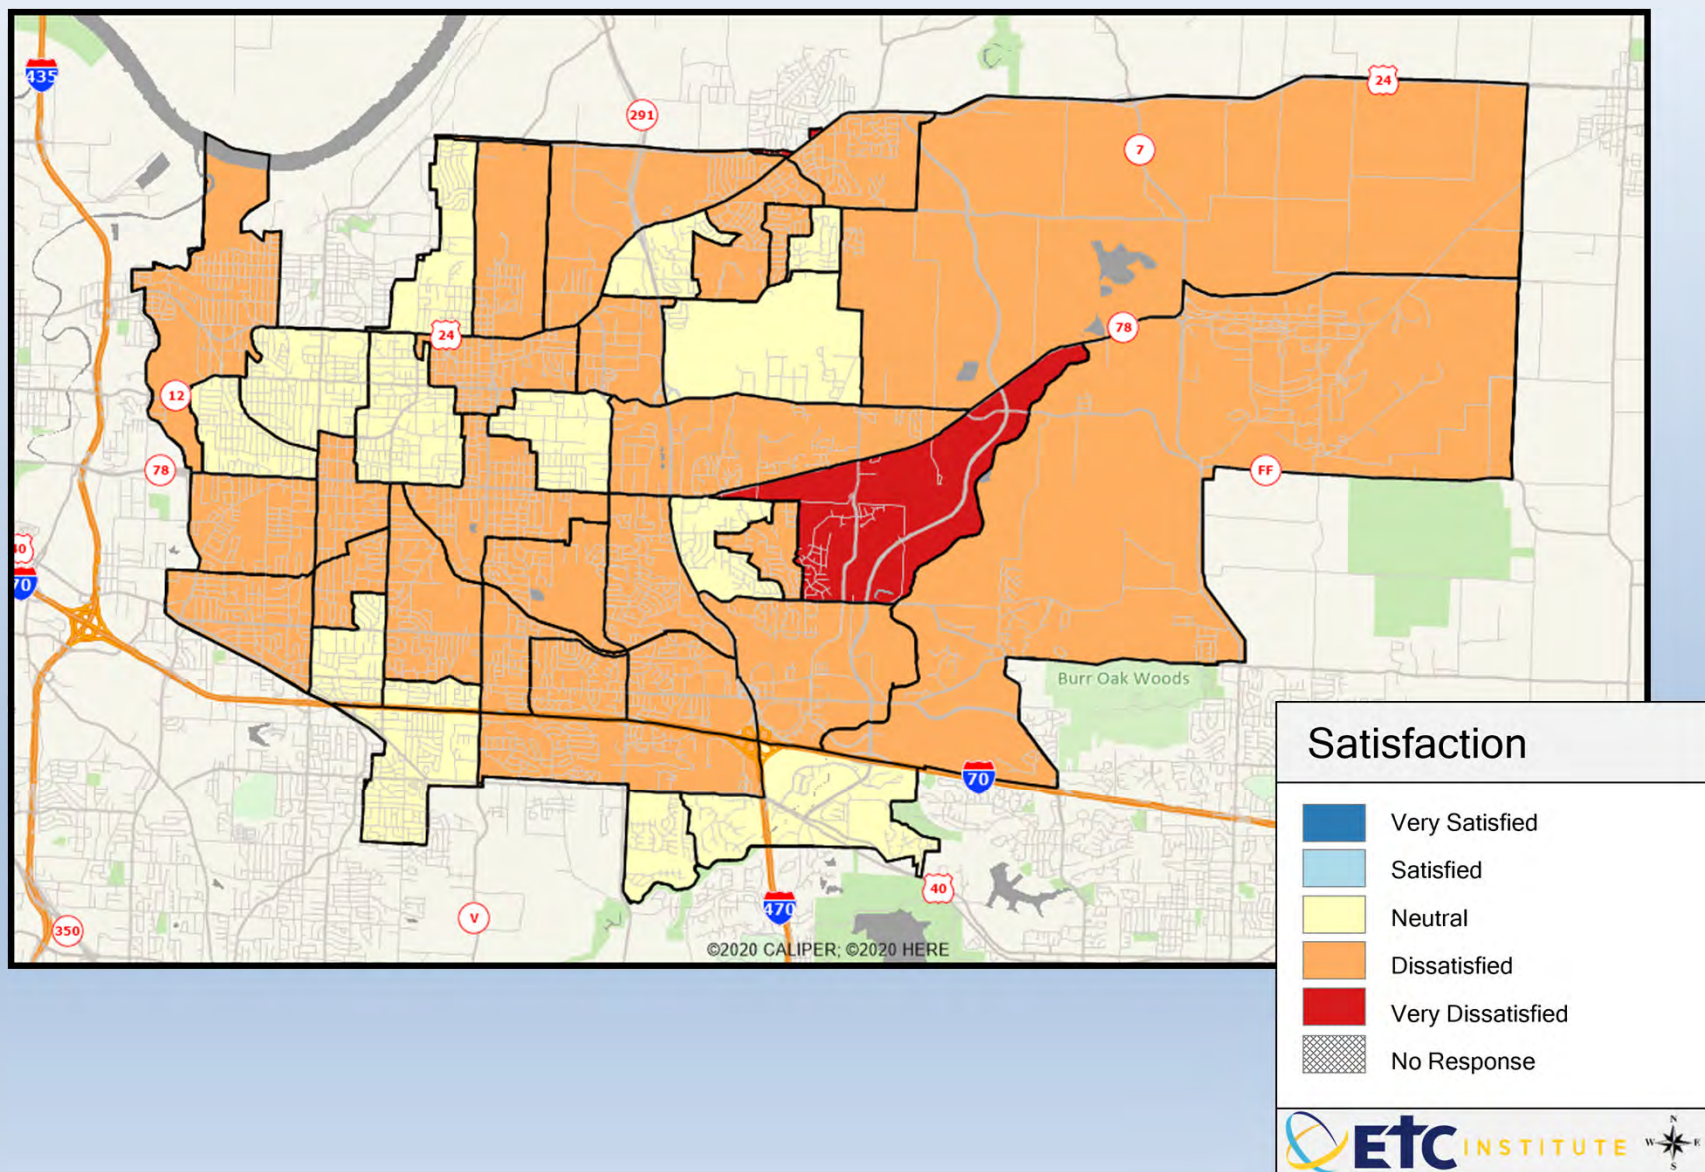 435
291
24
7
24
78
12
78
FF
40
70
Burr Oak Woods
70
40
470
V
350
©2020 CALIPER; ©2020 HERE
Satisfaction
Very Satisfied
Satisfied
Neutral
Dissatisfied
Very Dissatisfied
No Response
ETC INSTITUTE
N
W E
S